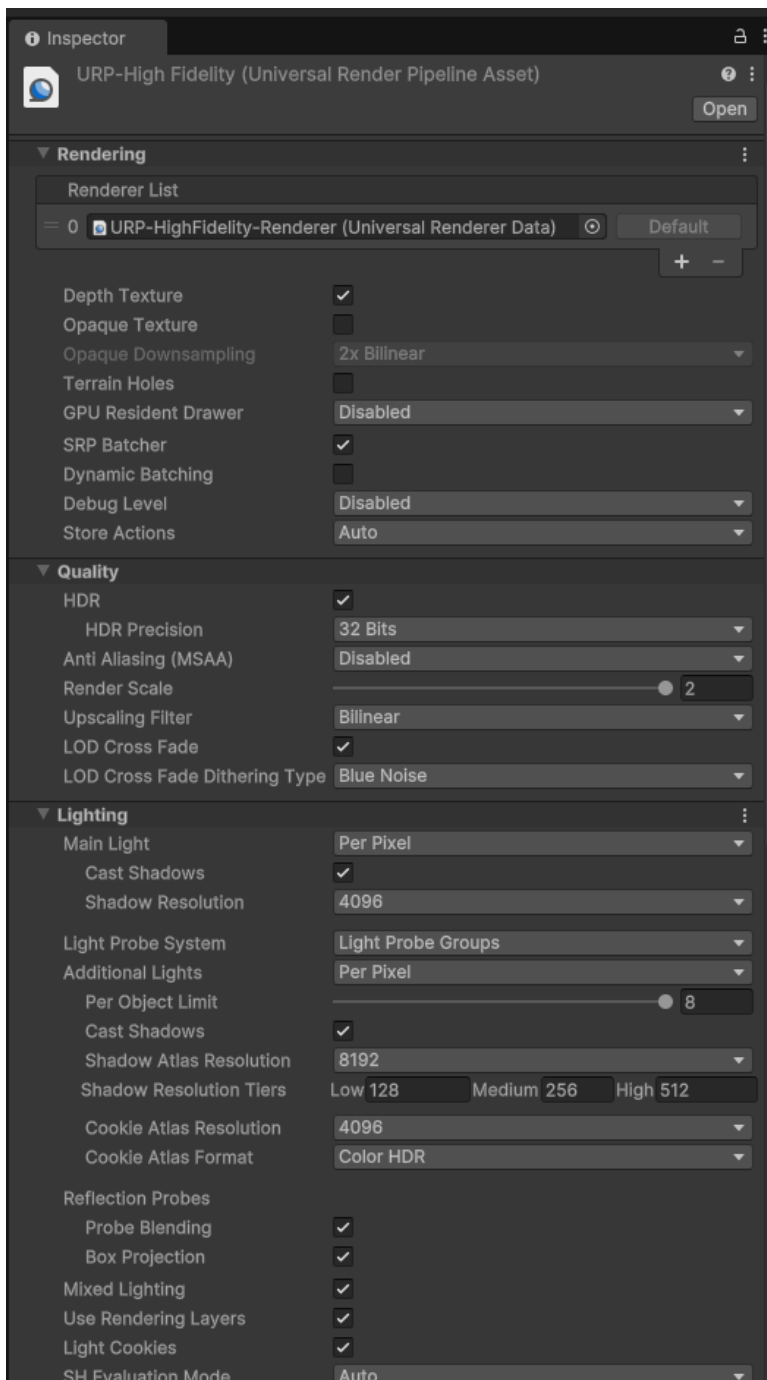 Inspector
URP-High Fidelity (Universal Render Pipeline Asset)
Open
Rendering
Renderer List
0 URP-HighFidelity-Renderer (Universal Renderer Data) Default
+ −
Depth Texture
Opaque Texture
Opaque Downsampling 2x Bilinear
Terrain Holes
GPU Resident Drawer Disabled
SRP Batcher
Dynamic Batching
Debug Level Disabled
Store Actions Auto
Quality
HDR
HDR Precision 32 Bits
Anti Aliasing (MSAA) Disabled
Render Scale 2
Upscaling Filter Bilinear
LOD Cross Fade
LOD Cross Fade Dithering Type Blue Noise
Lighting
Main Light Per Pixel
Cast Shadows
Shadow Resolution 4096
Light Probe System Light Probe Groups
Additional Lights Per Pixel
Per Object Limit 8
Cast Shadows
Shadow Atlas Resolution 8192
Shadow Resolution Tiers Low 128 Medium 256 High 512
Cookie Atlas Resolution 4096
Cookie Atlas Format Color HDR
Reflection Probes
Probe Blending
Box Projection
Mixed Lighting
Use Rendering Layers
Light Cookies
SH Evaluation Mode Auto